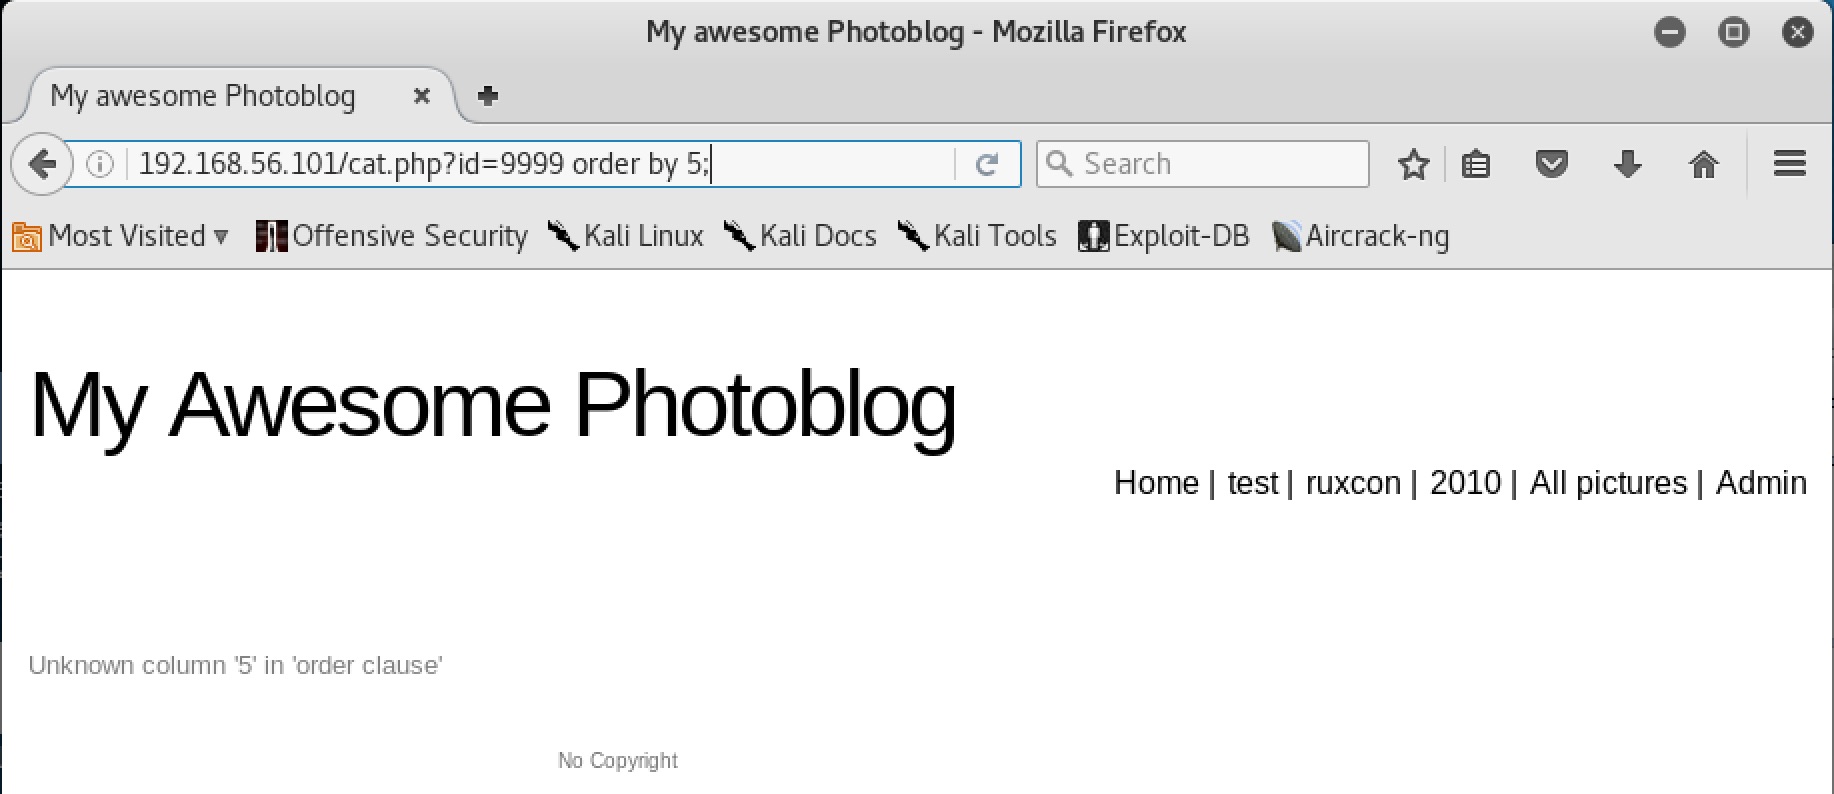 My awesome Photoblog - Mozilla Firefox
My awesome Photoblog
192.168.56.101/cat.php?id=9999 order by 5;
Search
Most Visited Offensive Security Kali Linux Kali Docs Kali Tools Exploit-DB Aircrack-ng
My Awesome Photoblog
Home | test | ruxcon | 2010 | All pictures | Admin
Unknown column '5' in 'order clause'
No Copyright